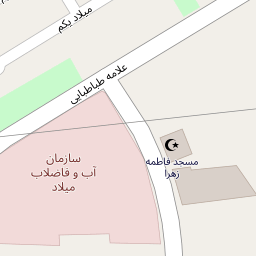 میلاد یکم
علامه طباطبایی
سازمان
آب و فاضلاب
میلاد
مسجد فاطمه
زهرا